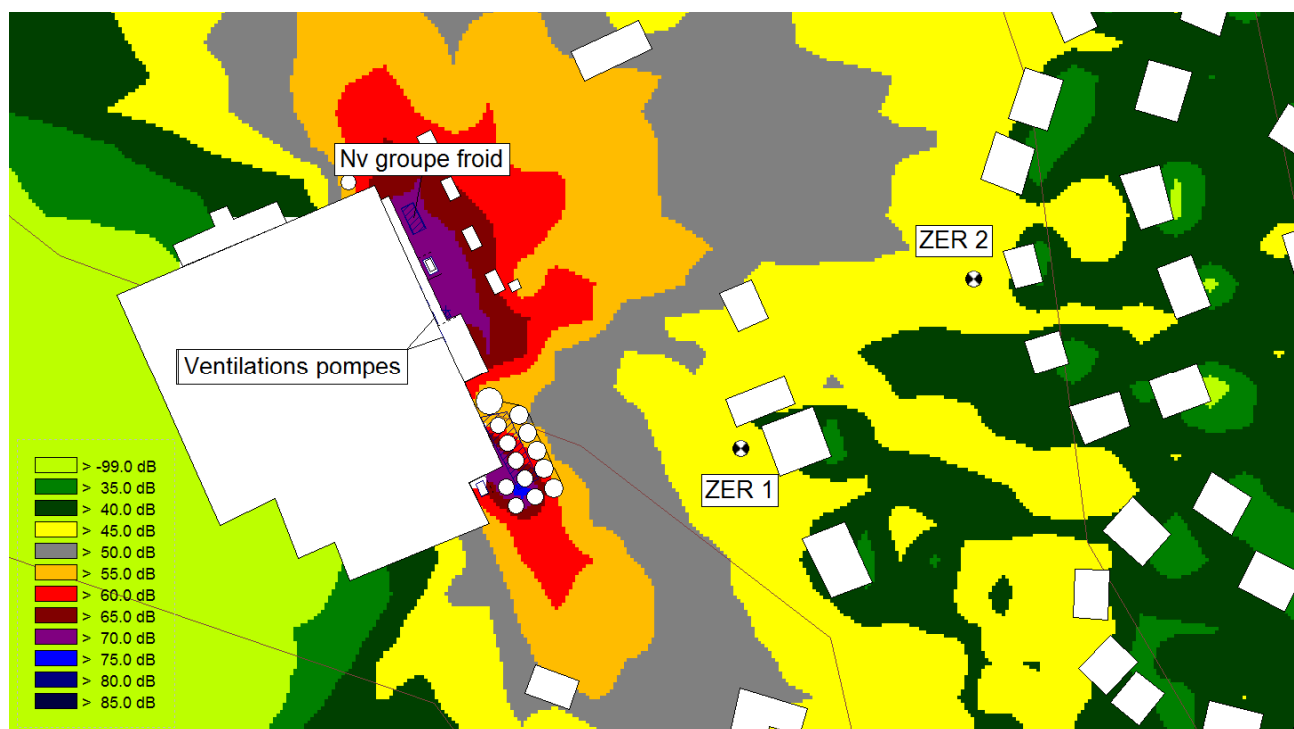 Nv groupe froid
ZER 2
Ventilations pompes
ZER 1
> -99.0 dB
> 35.0 dB
> 40.0 dB
> 45.0 dB
> 50.0 dB
> 55.0 dB
> 60.0 dB
> 65.0 dB
> 70.0 dB
> 75.0 dB
> 80.0 dB
> 85.0 dB